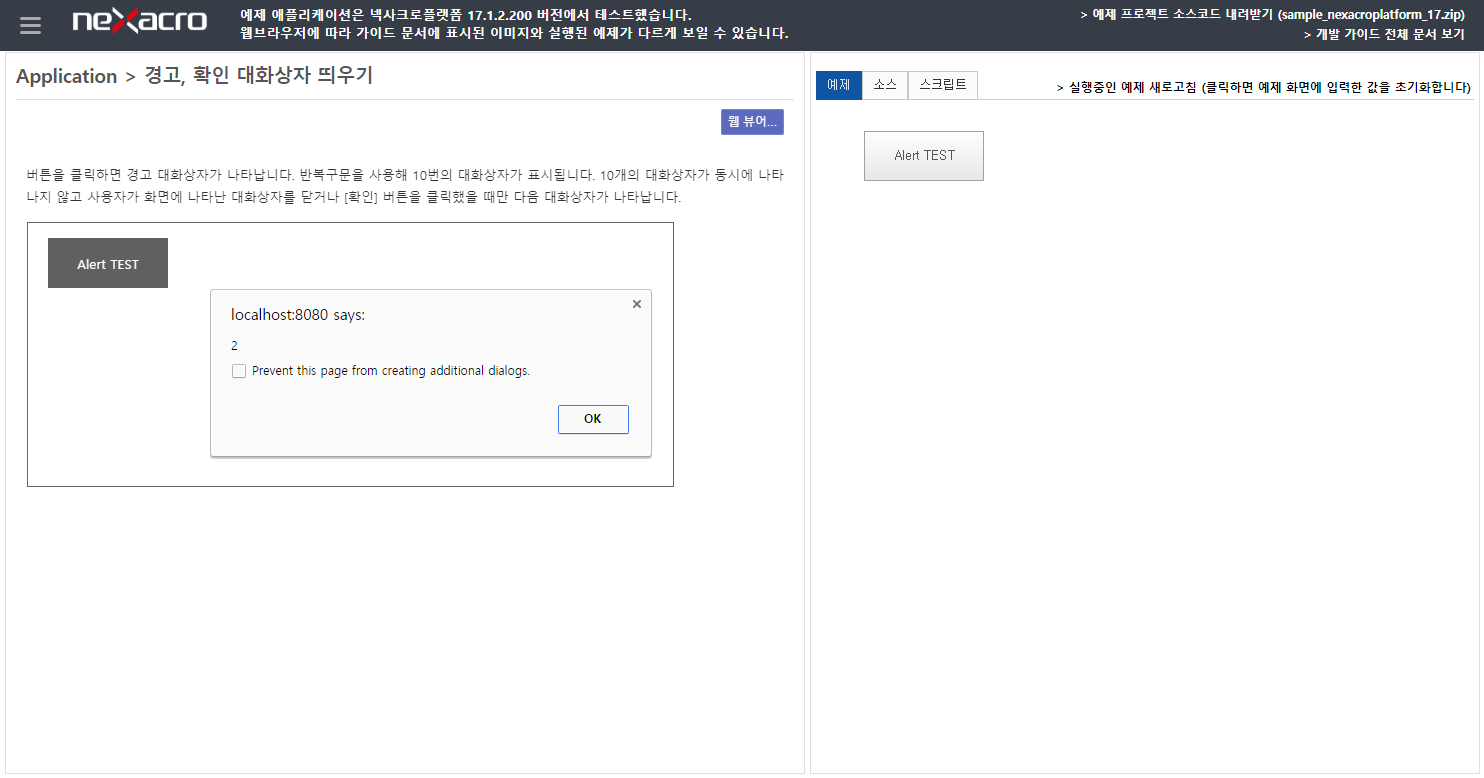 nexacro
예제 애플리케이션은 넥사크로플랫폼 17.1.2.200 버전에서 테스트했습니다.
웹브라우저에 따라 가이드 문서에 표시된 이미지와 실행된 예제가 다르게 보일 수 있습니다.
> 예제 프로젝트 소스코드 내려받기 (sample_nexacroplatform_17.zip)
> 개발 가이드 전체 문서 보기
Application > 경고, 확인 대화상자 띄우기
웹 뷰어...
버튼을 클릭하면 경고 대화상자가 나타납니다. 반복구문을 사용해 10번의 대화상자가 표시됩니다. 10개의 대화상자가 동시에 나타
나지 않고 사용자가 화면에 나타난 대화상자를 닫거나 [확인] 버튼을 클릭했을 때만 다음 대화상자가 나타납니다.
Alert TEST
localhost:8080 says:
2
Prevent this page from creating additional dialogs.
OK
예제 소스 스크립트
> 실행중인 예제 새로고침 (클릭하면 예제 화면에 입력한 값을 초기화합니다)
Alert TEST